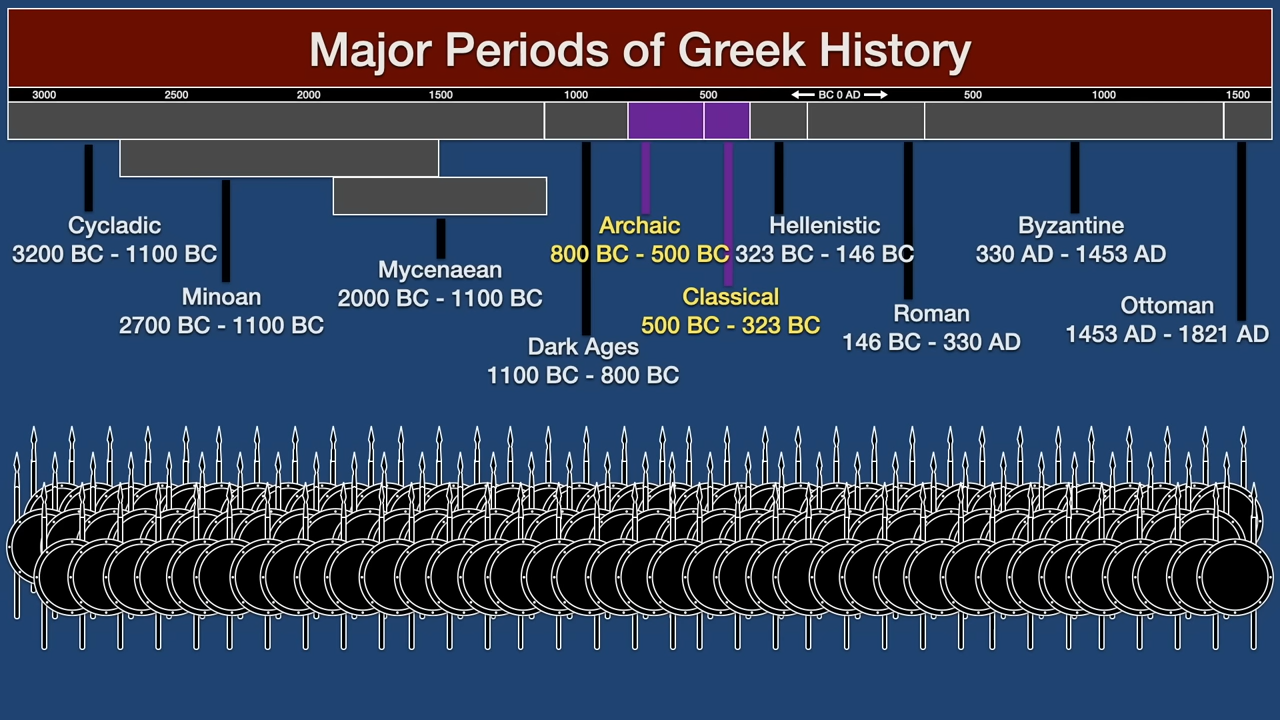 Major Periods of Greek History
3000 2500 2000 1500 1000 500 BC 0 AD 500 1000 1500
Cycladic
3200 BC - 1100 BC
Minoan
2700 BC - 1100 BC
Mycenaean
2000 BC - 1100 BC
Dark Ages
1100 BC - 800 BC
Archaic
800 BC - 500 BC
Classical
500 BC - 323 BC
Hellenistic
323 BC - 146 BC
Roman
146 BC - 330 AD
Byzantine
330 AD - 1453 AD
Ottoman
1453 AD - 1821 AD